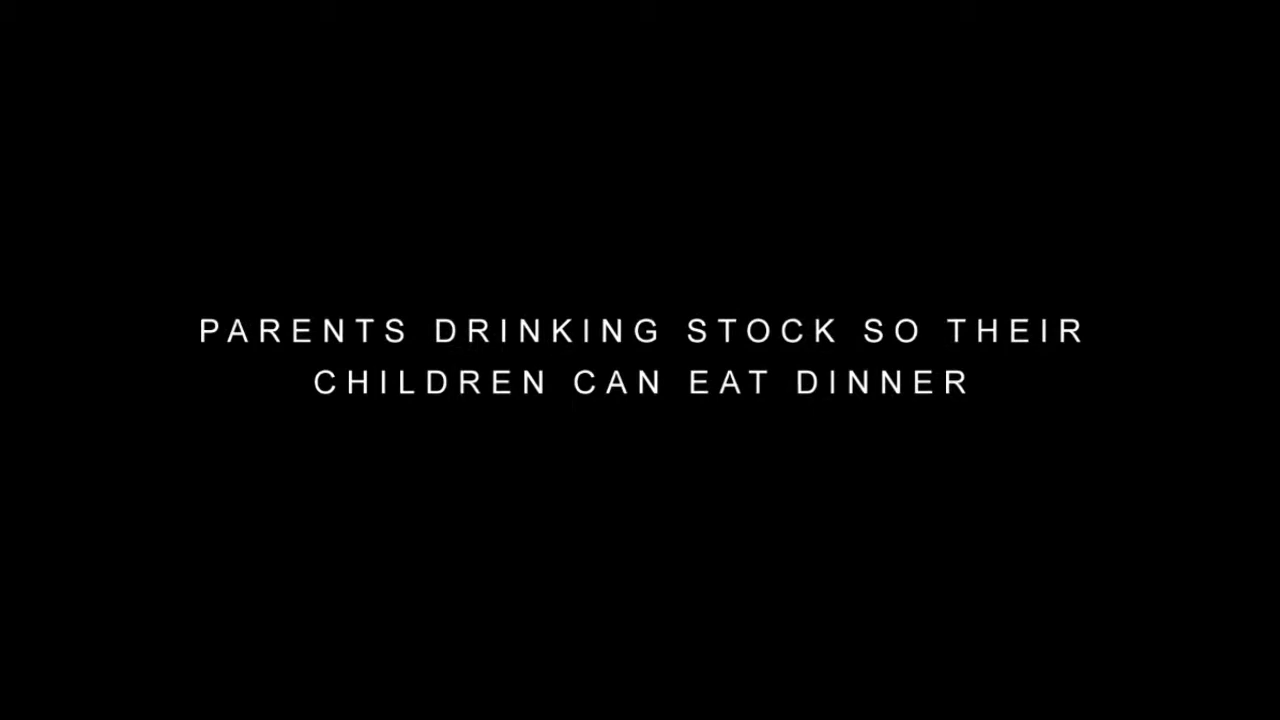 PARENTS DRINKING STOCK SO THEIR
CHILDREN CAN EAT DINNER